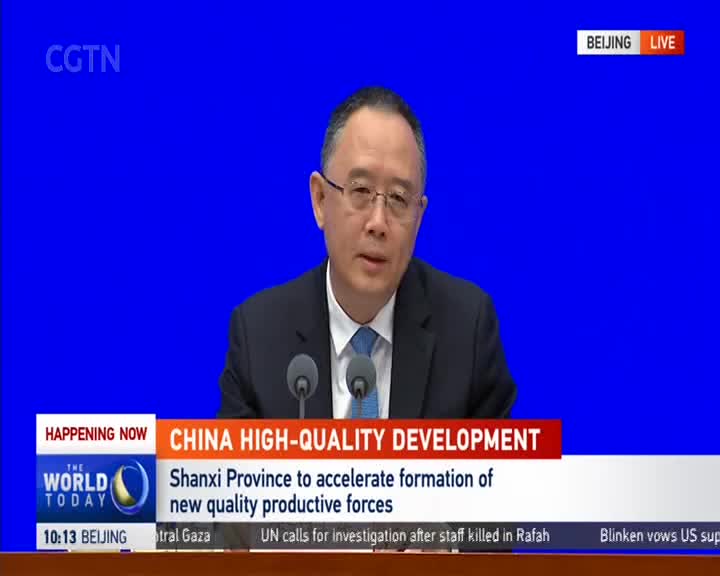 CGTN
BEIJING LIVE
HAPPENING NOW
CHINA HIGH-QUALITY DEVELOPMENT
THE
WORLD
TODAY
Shanxi Province to accelerate formation of
new quality productive forces
10:13 BEIJING
ntral Gaza UN calls for investigation after staff killed in Rafah Blinken vows US sup